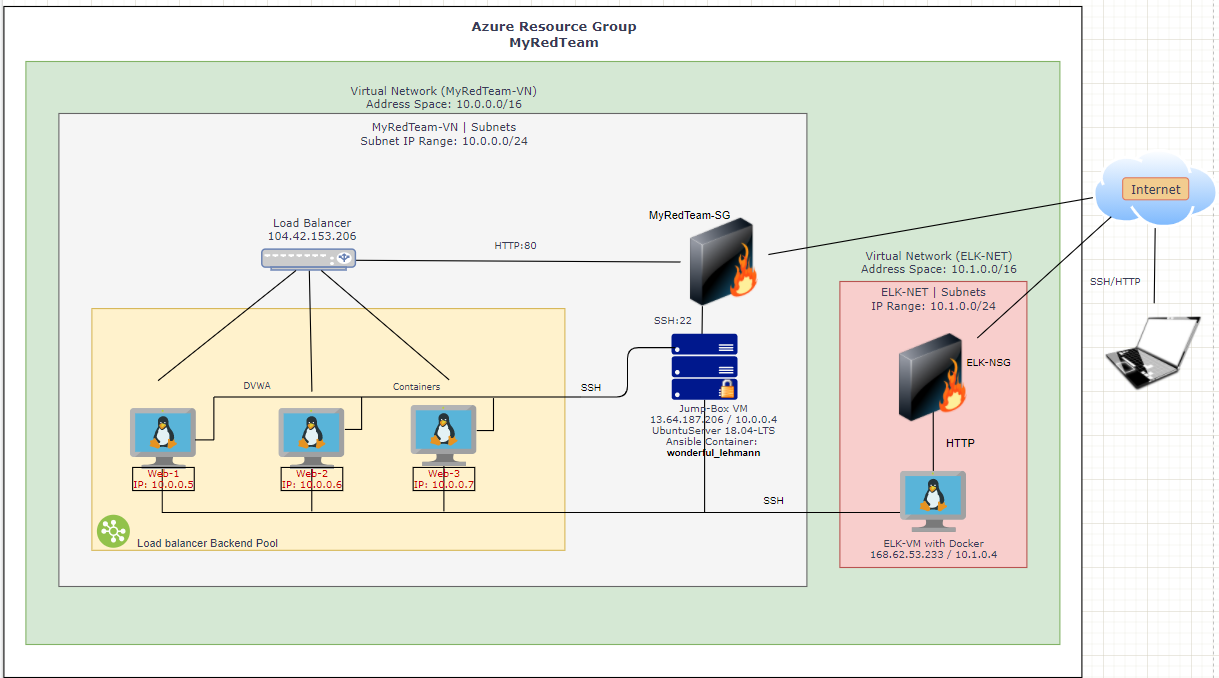 Azure Resource Group
MyRedTeam
Virtual Network (MyRedTeam-VN)
Address Space: 10.0.0.0/16
MyRedTeam-VN | Subnets
Subnet IP Range: 10.0.0.0/24
Internet
MyRedTeam-SG
Load Balancer
104.42.153.206
HTTP:80
Virtual Network (ELK-NET)
Address Space: 10.1.0.0/16
SSH/HTTP
ELK-NET | Subnets
IP Range: 10.1.0.0/24
SSH:22
ELK-NSG
DVWA
Containers
SSH
Jump-Box VM
13.64.187.206 / 10.0.0.4
UbuntuServer 18.04-LTS
Ansible Container:
wonderful_lehmann
HTTP
Web-1
IP: 10.0.0.5
Web-2
IP: 10.0.0.6
Web-3
IP: 10.0.0.7
SSH
Load balancer Backend Pool
ELK-VM with Docker
168.62.53.233 / 10.1.0.4